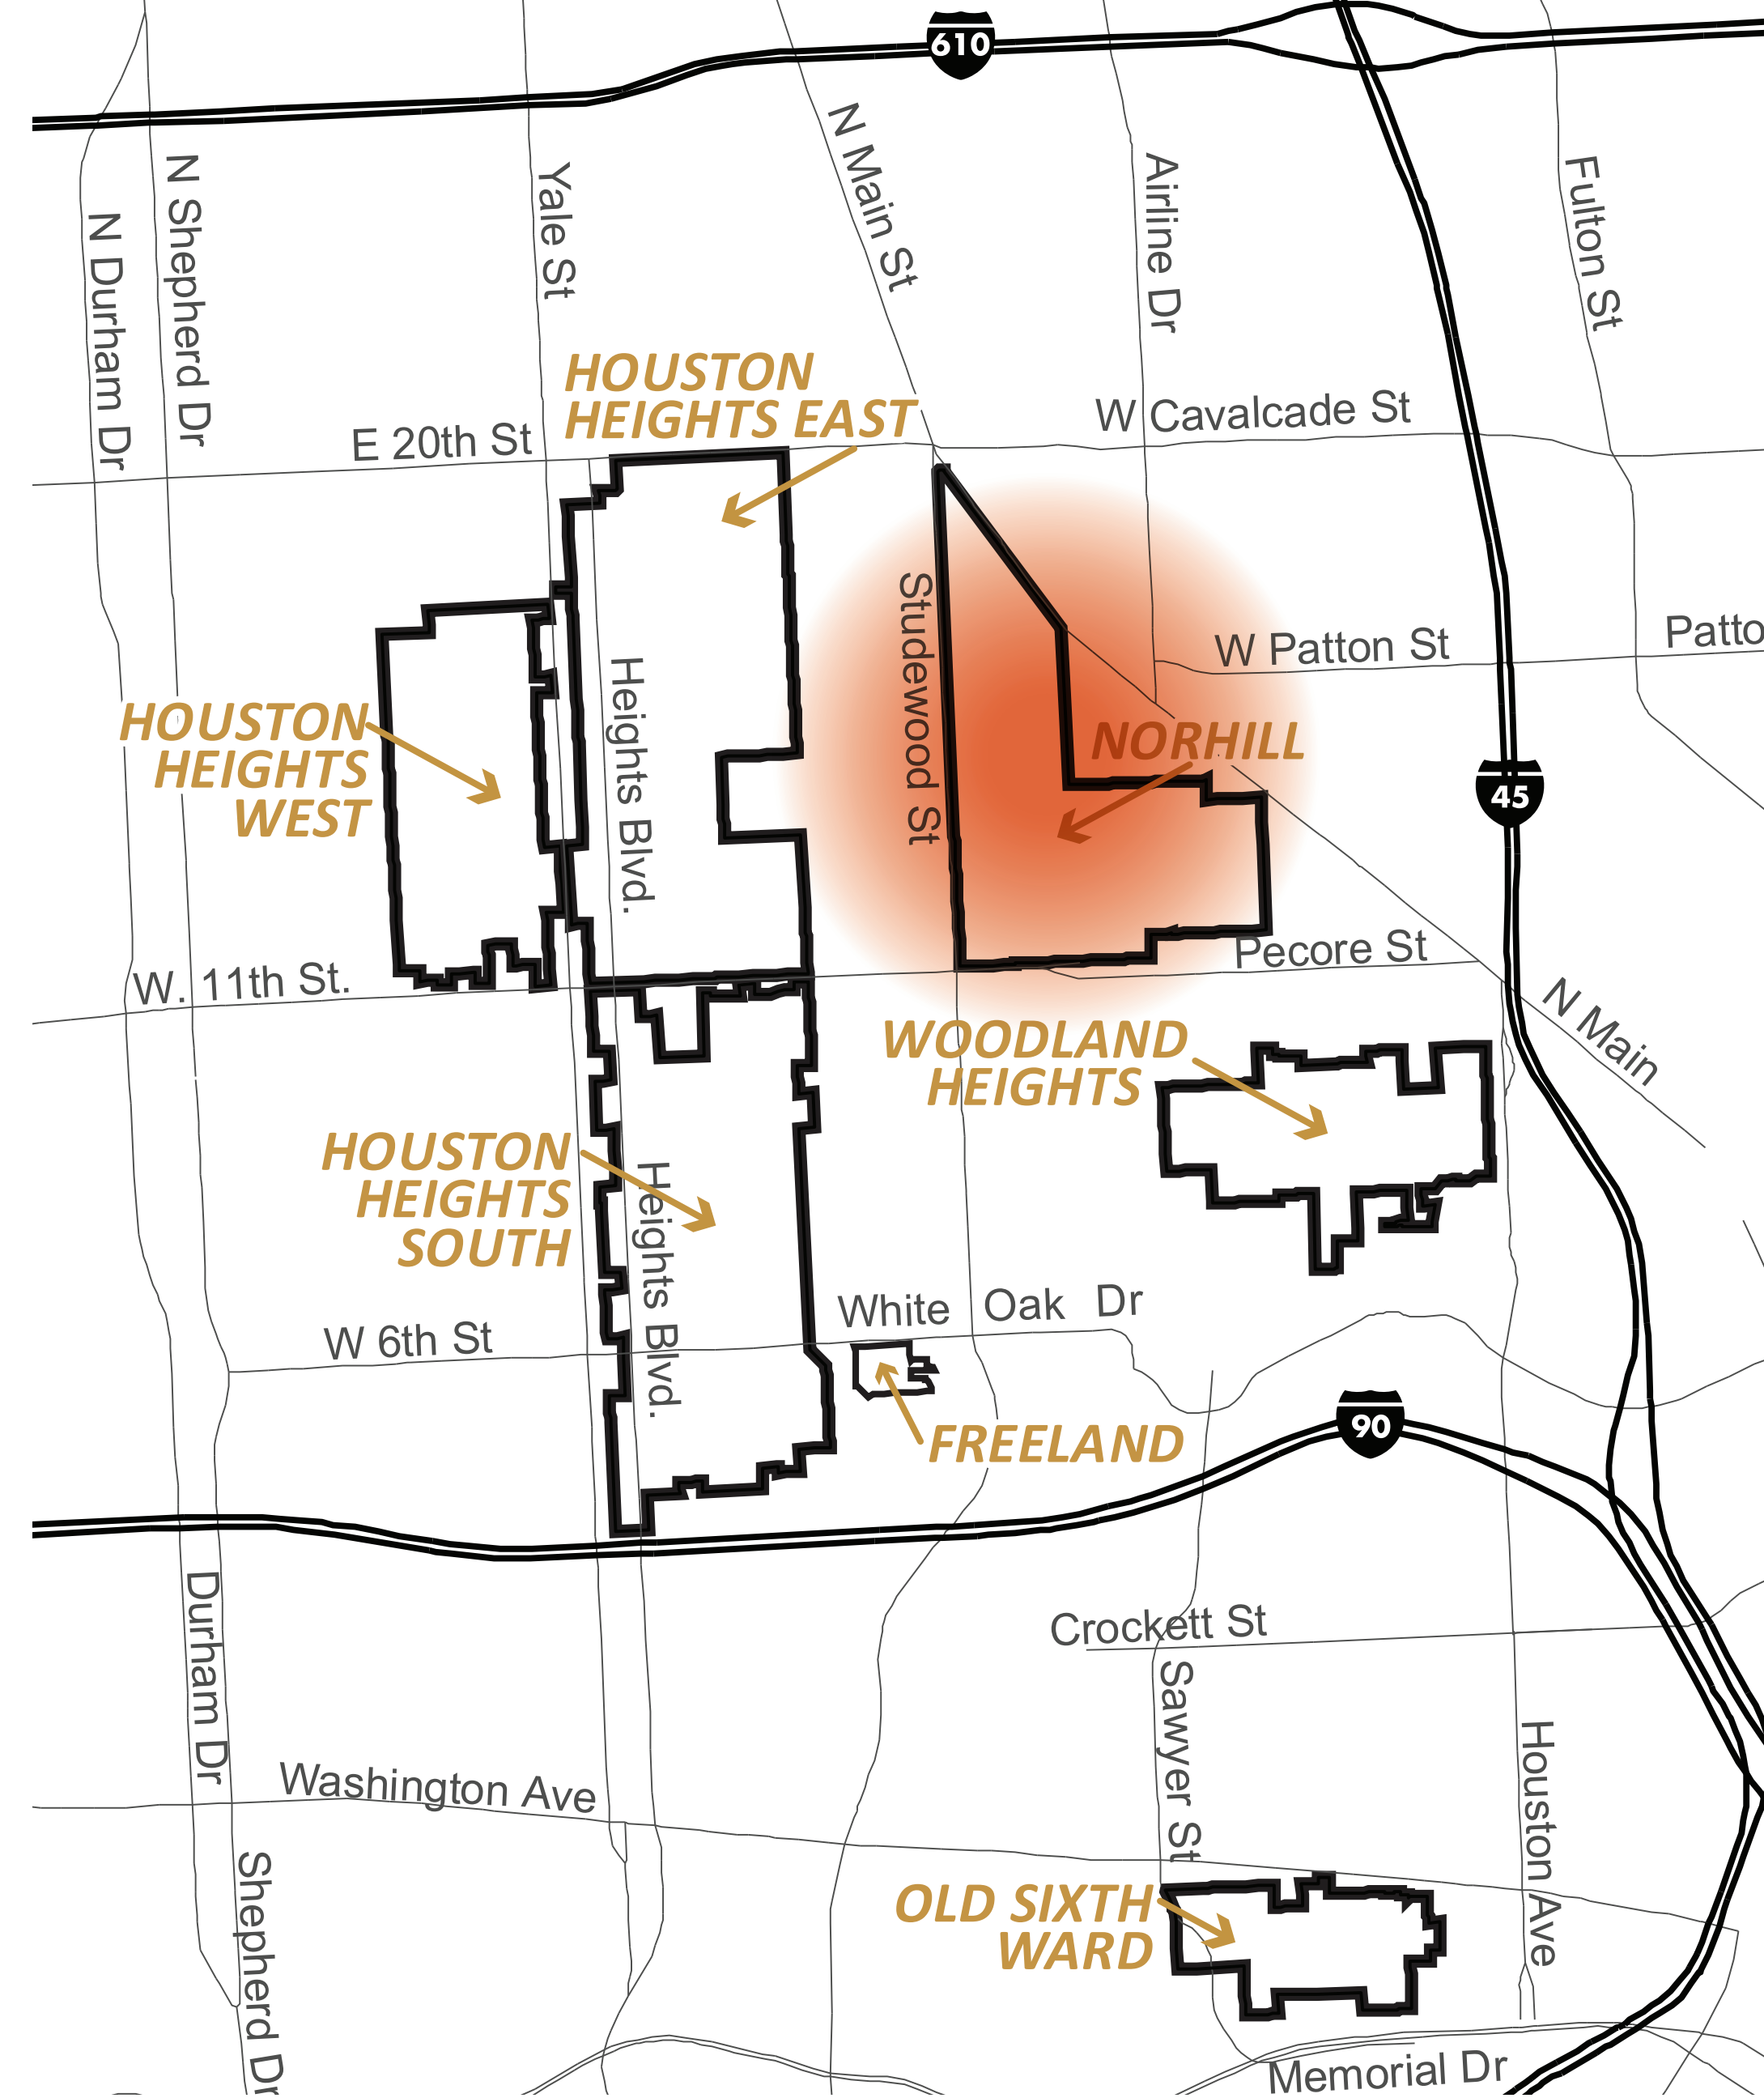 610
N Main St
N Shepherd Dr
Yale St
Airline Dr
Fulton St
N Durham Dr
HOUSTON
HEIGHTS EAST
W Cavalcade St
E 20th St
Studewood St
W Patton St
Patto
Heights Blvd.
HOUSTON
HEIGHTS
WEST
NORHILL
45
Pecore St
W. 11th St.
N Main
WOODLAND
HEIGHTS
HOUSTON
HEIGHTS
SOUTH
Heights Blvd.
White Oak Dr
W 6th St
90
FREELAND
Durham Dr
Crockett St
Sawyer St
Houston Ave
Washington Ave
Shepherd Dr
OLD SIXTH
WARD
Memorial Dr